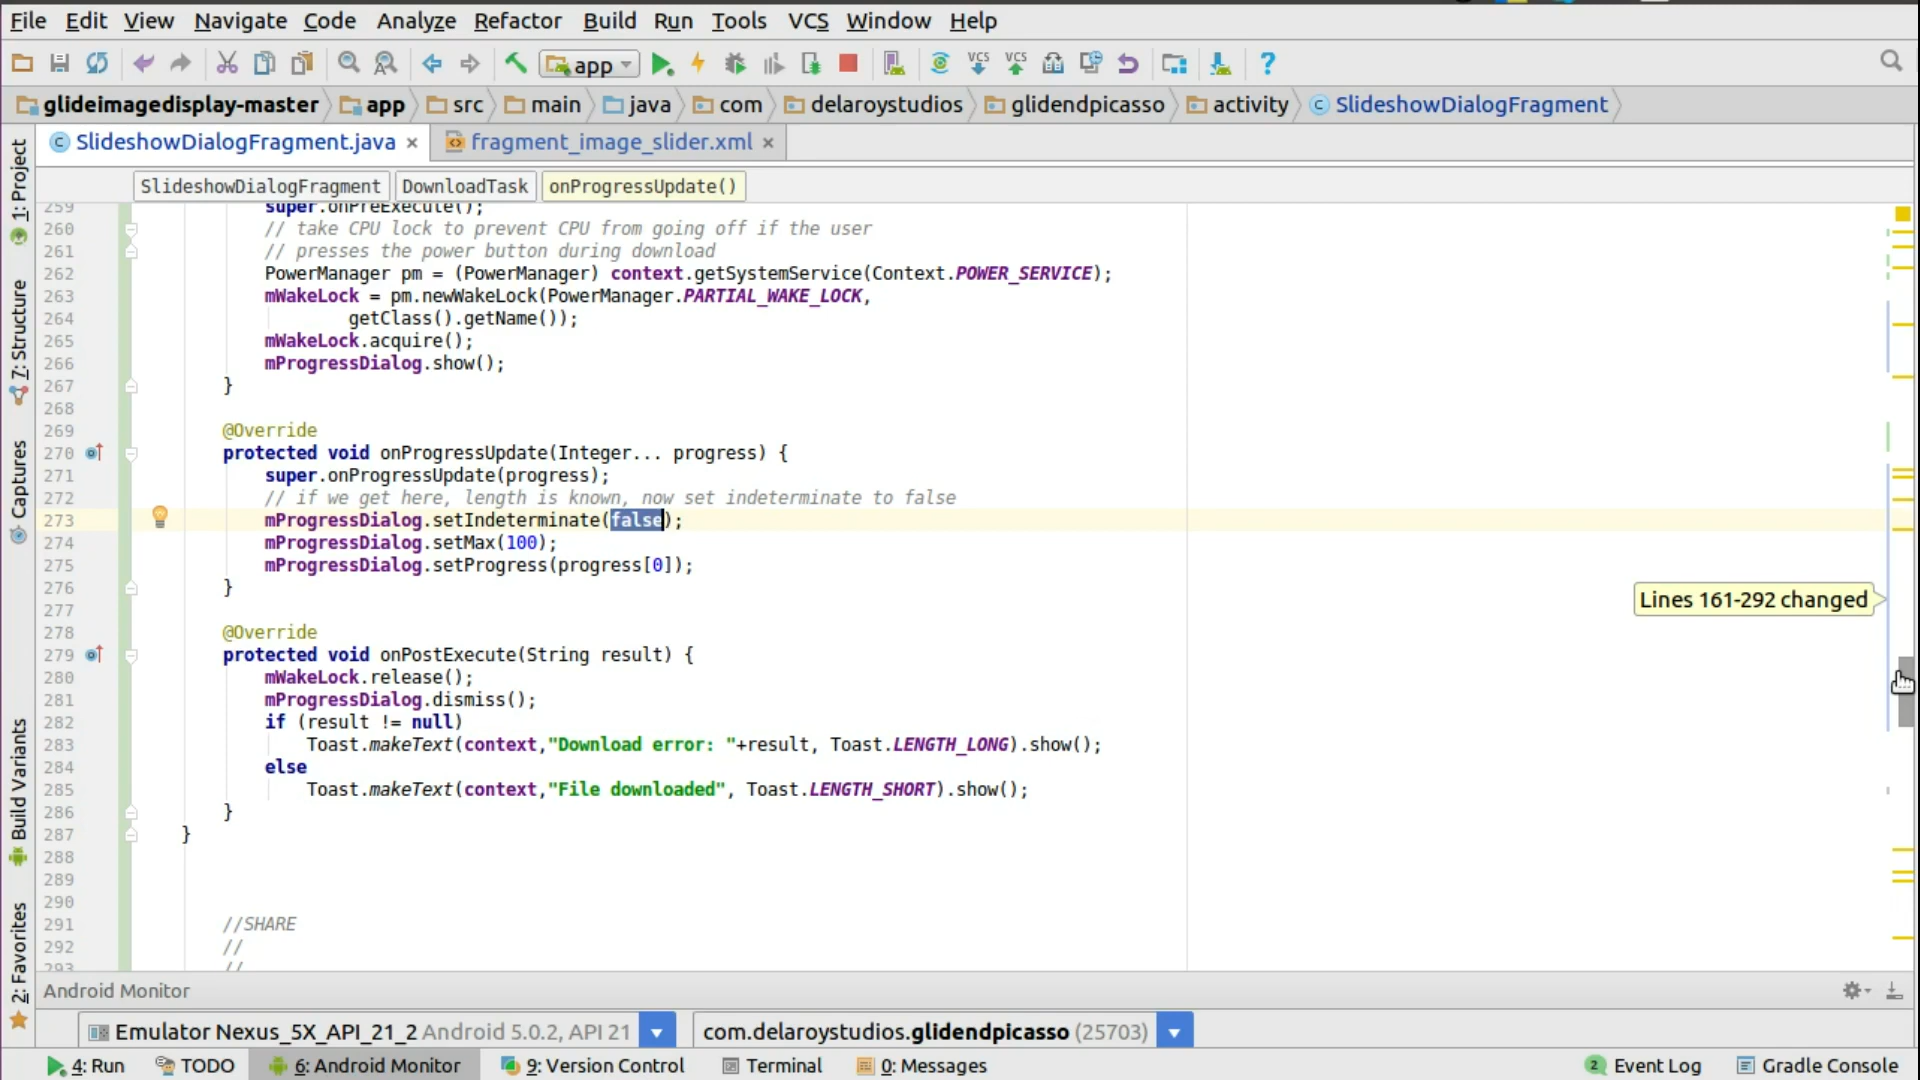 File Edit View Navigate Code Analyze Refactor Build Run Tools VCS Window Help
app VCS VCS ?
glideimagedisplay-master app src main java com delaroystudios glidendpicasso activity SlideshowDialogFragment
SlideshowDialogFragment.java fragment_image_slider.xml
SlideshowDialogFragment DownloadTask onProgressUpdate()
259 super.onPreExecute();
260 // take CPU lock to prevent CPU from going off if the user
261 // presses the power button during download
262 PowerManager pm = (PowerManager) context.getSystemService(Context.POWER_SERVICE);
263 mWakeLock = pm.newWakeLock(PowerManager.PARTIAL_WAKE_LOCK,
264 getClass().getName());
265 mWakeLock.acquire();
266 mProgressDialog.show();
267 }
268
269 @Override
270 protected void onProgressUpdate(Integer... progress) {
271 super.onProgressUpdate(progress);
272 // if we get here, length is known, now set indeterminate to false
273 mProgressDialog.setIndeterminate(false);
274 mProgressDialog.setMax(100);
275 mProgressDialog.setProgress(progress[0]);
276 }
277
278 @Override
279 protected void onPostExecute(String result) {
280 mWakeLock.release();
281 mProgressDialog.dismiss();
282 if (result != null)
283 Toast.makeText(context,"Download error: "+result, Toast.LENGTH_LONG).show();
284 else
285 Toast.makeText(context,"File downloaded", Toast.LENGTH_SHORT).show();
286 }
287 }
288
289
290
291 //SHARE
292 //
293 //
Lines 161-292 changed
1: Project
7: Structure
Captures
Build Variants
2: Favorites
Android Monitor
Emulator Nexus_5X_API_21_2 Android 5.0.2, API 21 com.delaroystudios.glidendpicasso (25703)
4: Run TODO 6: Android Monitor 9: Version Control Terminal 0: Messages 2 Event Log Gradle Console